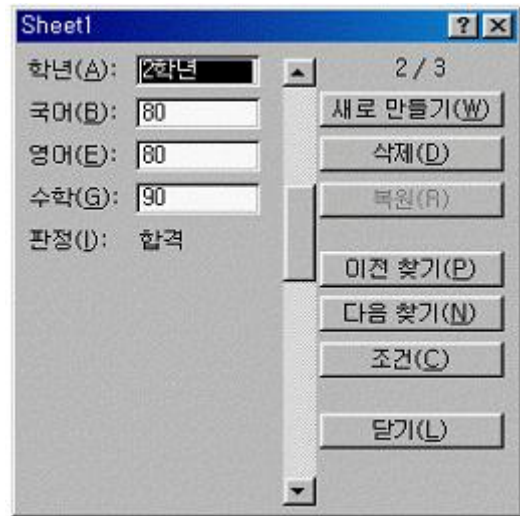 Sheet1
학년(A): 2학년
국어(B): 80
영어(E): 80
수학(G): 90
판정(I): 합격
2 / 3
새로 만들기(W)
삭제(D)
복원(R)
이전 찾기(P)
다음 찾기(N)
조건(C)
닫기(L)